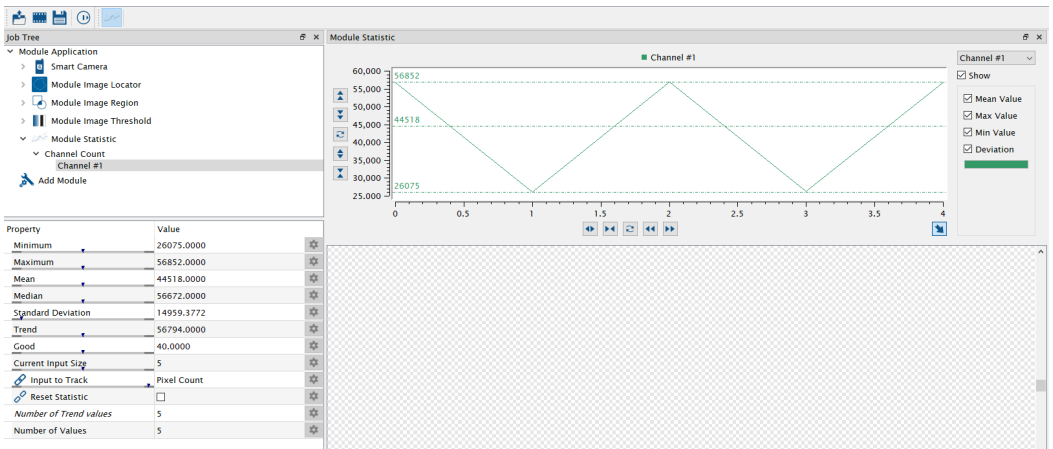 Job Tree
Module Application
Smart Camera
Module Image Locator
Module Image Region
Module Image Threshold
Module Statistic
Channel Count
Channel #1
Add Module
Property Value
Minimum 26075.0000
Maximum 56852.0000
Mean 44518.0000
Median 56672.0000
Standard Deviation 14959.3772
Trend 56794.0000
Good 40.0000
Current Input Size 5
Input to Track Pixel Count
Reset Statistic
Number of Trend values 5
Number of Values 5
Module Statistic
Channel #1
60,000
55,000
50,000
45,000
40,000
35,000
30,000
25,000
56852
44518
26075
0 0.5 1 1.5 2 2.5 3 3.5 4
Channel #1
Show
Mean Value
Max Value
Min Value
Deviation